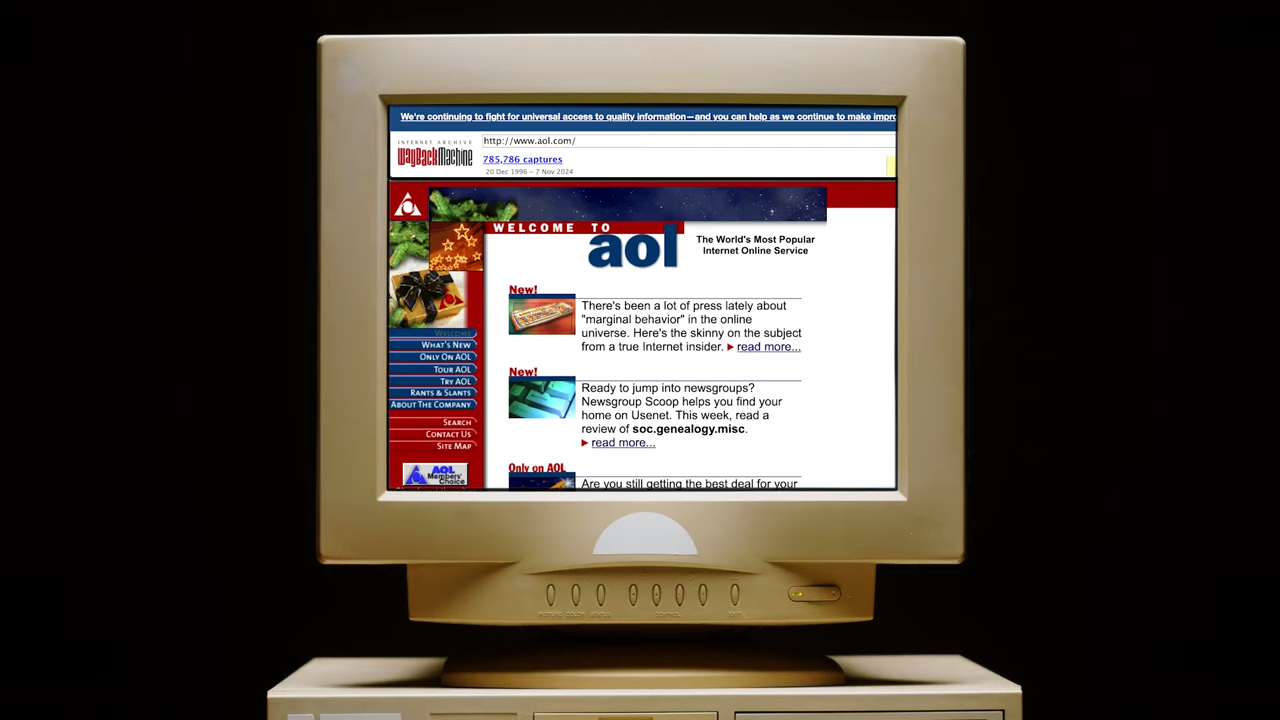 We're continuing to fight for universal access to quality information—and you can help as we continue to make impro
INTERNET ARCHIVE
WayBackMachine
http://www.aol.com/
785,786 captures
20 Dec 1996 – 7 Nov 2024
WELCOME TO
aol
The World's Most Popular
Internet Online Service
New!
There's been a lot of press lately about
"marginal behavior" in the online
universe. Here's the skinny on the subject
from a true Internet insider. read more...
New!
Ready to jump into newsgroups?
Newsgroup Scoop helps you find your
home on Usenet. This week, read a
review of soc.genealogy.misc.
read more...
Only on AOL
Are you still getting the best deal for your
WELCOME
WHAT'S NEW
ONLY ON AOL
TOUR AOL
TRY AOL
RANTS & SLANTS
ABOUT THE COMPANY
SEARCH
CONTACT US
SITE MAP
AOL
Members'
Choice